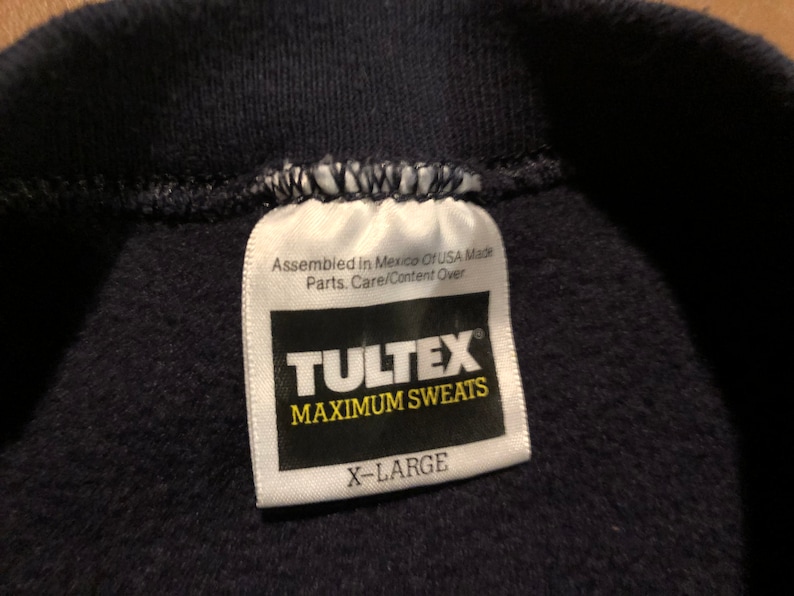 Assembled in Mexico Of USA Made
Parts. Care/Content Over
TULTEX®
MAXIMUM SWEATS
X-LARGE